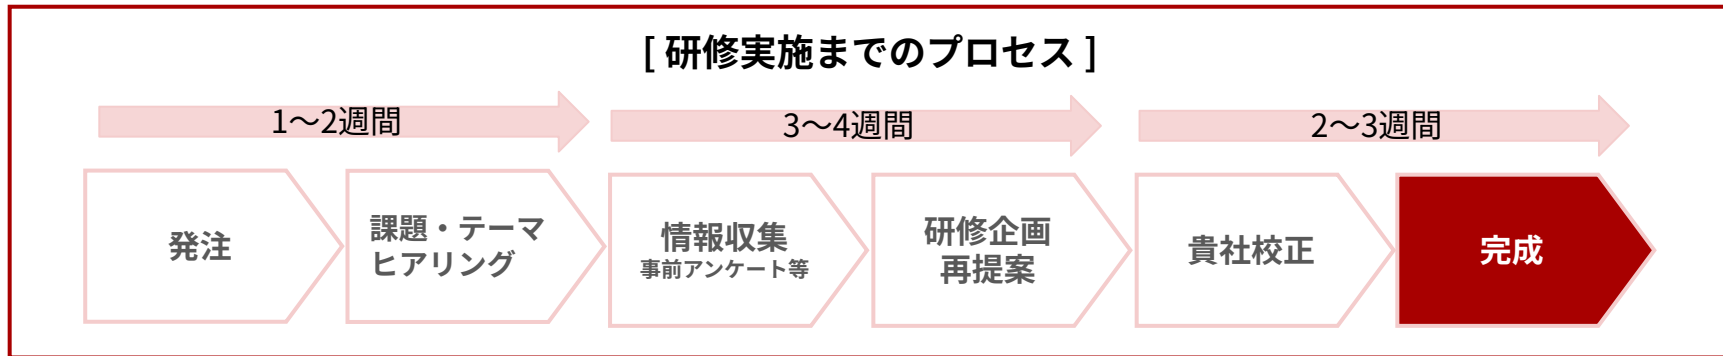 [ 研修実施までのプロセス ]
1〜2週間
3〜4週間
2〜3週間
発注
課題・テーマ
ヒアリング
情報収集
事前アンケート等
研修企画
再提案
貴社校正
完成